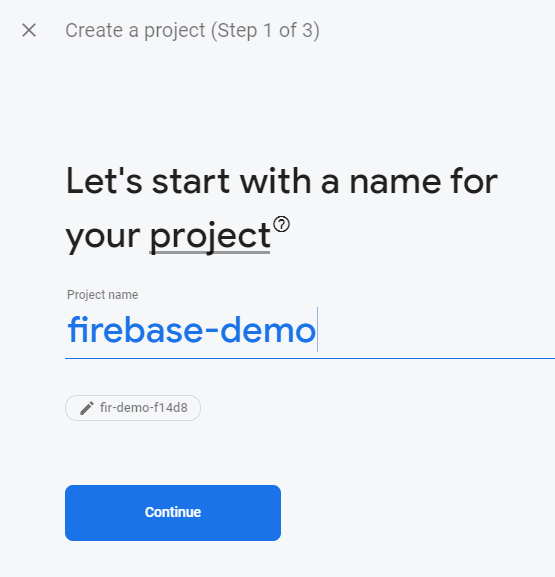 Create a project (Step 1 of 3)
Let's start with a name for
your project
Project name
firebase-demo
fir-demo-f14d8
Continue